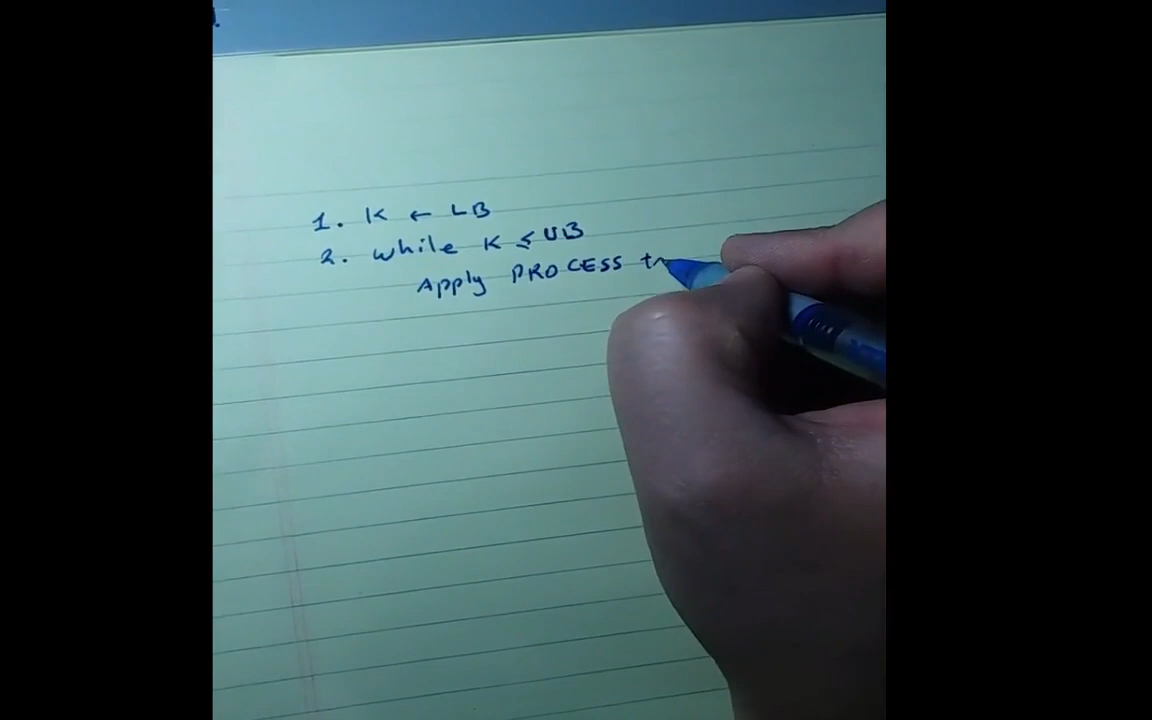 1. K ← LB
2. while K ≤ UB
Apply PROCESS